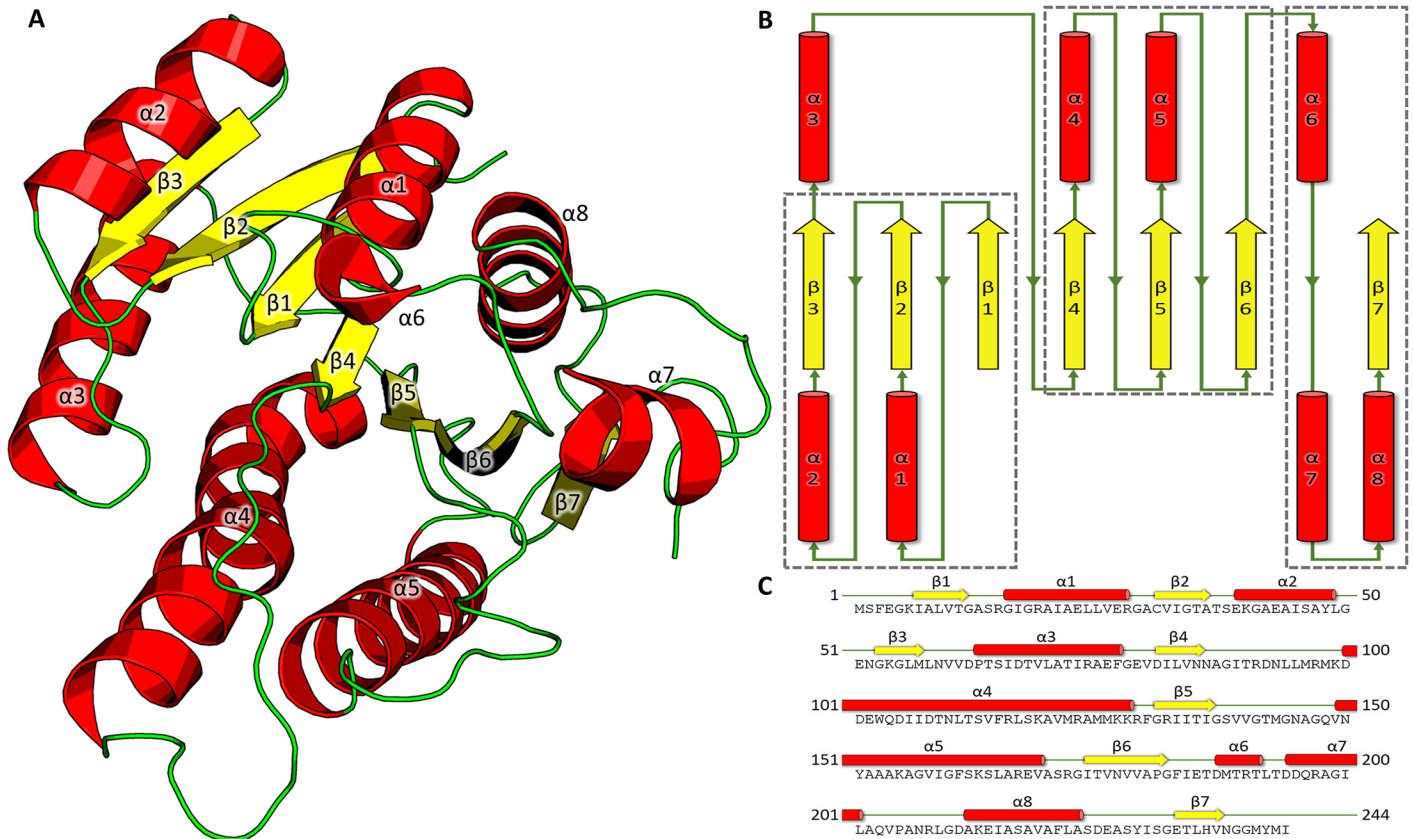 A
α2
β3
α1
β2
α8
β1
α6
β4
α7
α3
β5
β6
β7
α4
α5
B
α3
α4
α5
α6
β3
β2
β1
β4
β5
β6
β7
α2
α1
α7
α8
C
β1 α1 β2 α2
1 50
MSFEGKIALVTGASRGIGRAIAELLVERGACVIGTATSEKGAEAISAYLG
β3 α3 β4
51 100
ENGKGLMLNVVDPTSIDTVLATIRAEFGEVDILVNNAGITRDNLLMRMKD
α4 β5
101 150
DEWQDIIDTNLTSVFRLSKAVMRAMMKKRFGRIITIGSVVGTMGNAGQVN
α5 β6 α6 α7
151 200
YAAAKAGVIGFSKSLAREVASRGITVNVVAPGFIETDMTRTLTDDQRAGI
α8 β7
201 244
LAQVPANRLGDAKEIASAVAFLASDEASYISGETLHVNGGMYMI